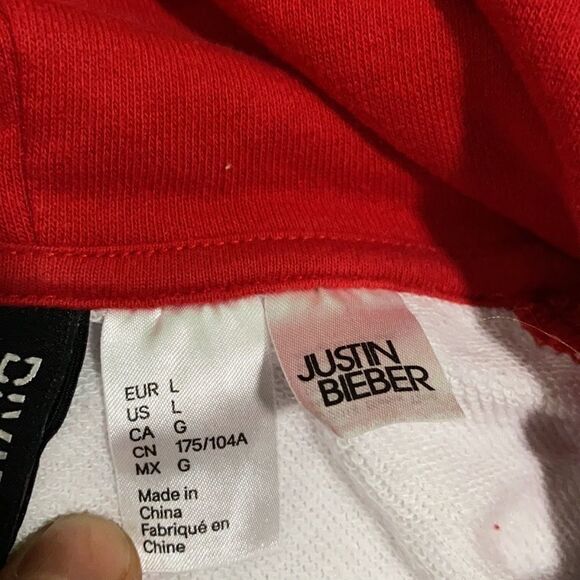 EUR L
US L
CA G
CN 175/104A
MX G
Made in
China
Fabriqué en
Chine
JUSTIN
BIEBER